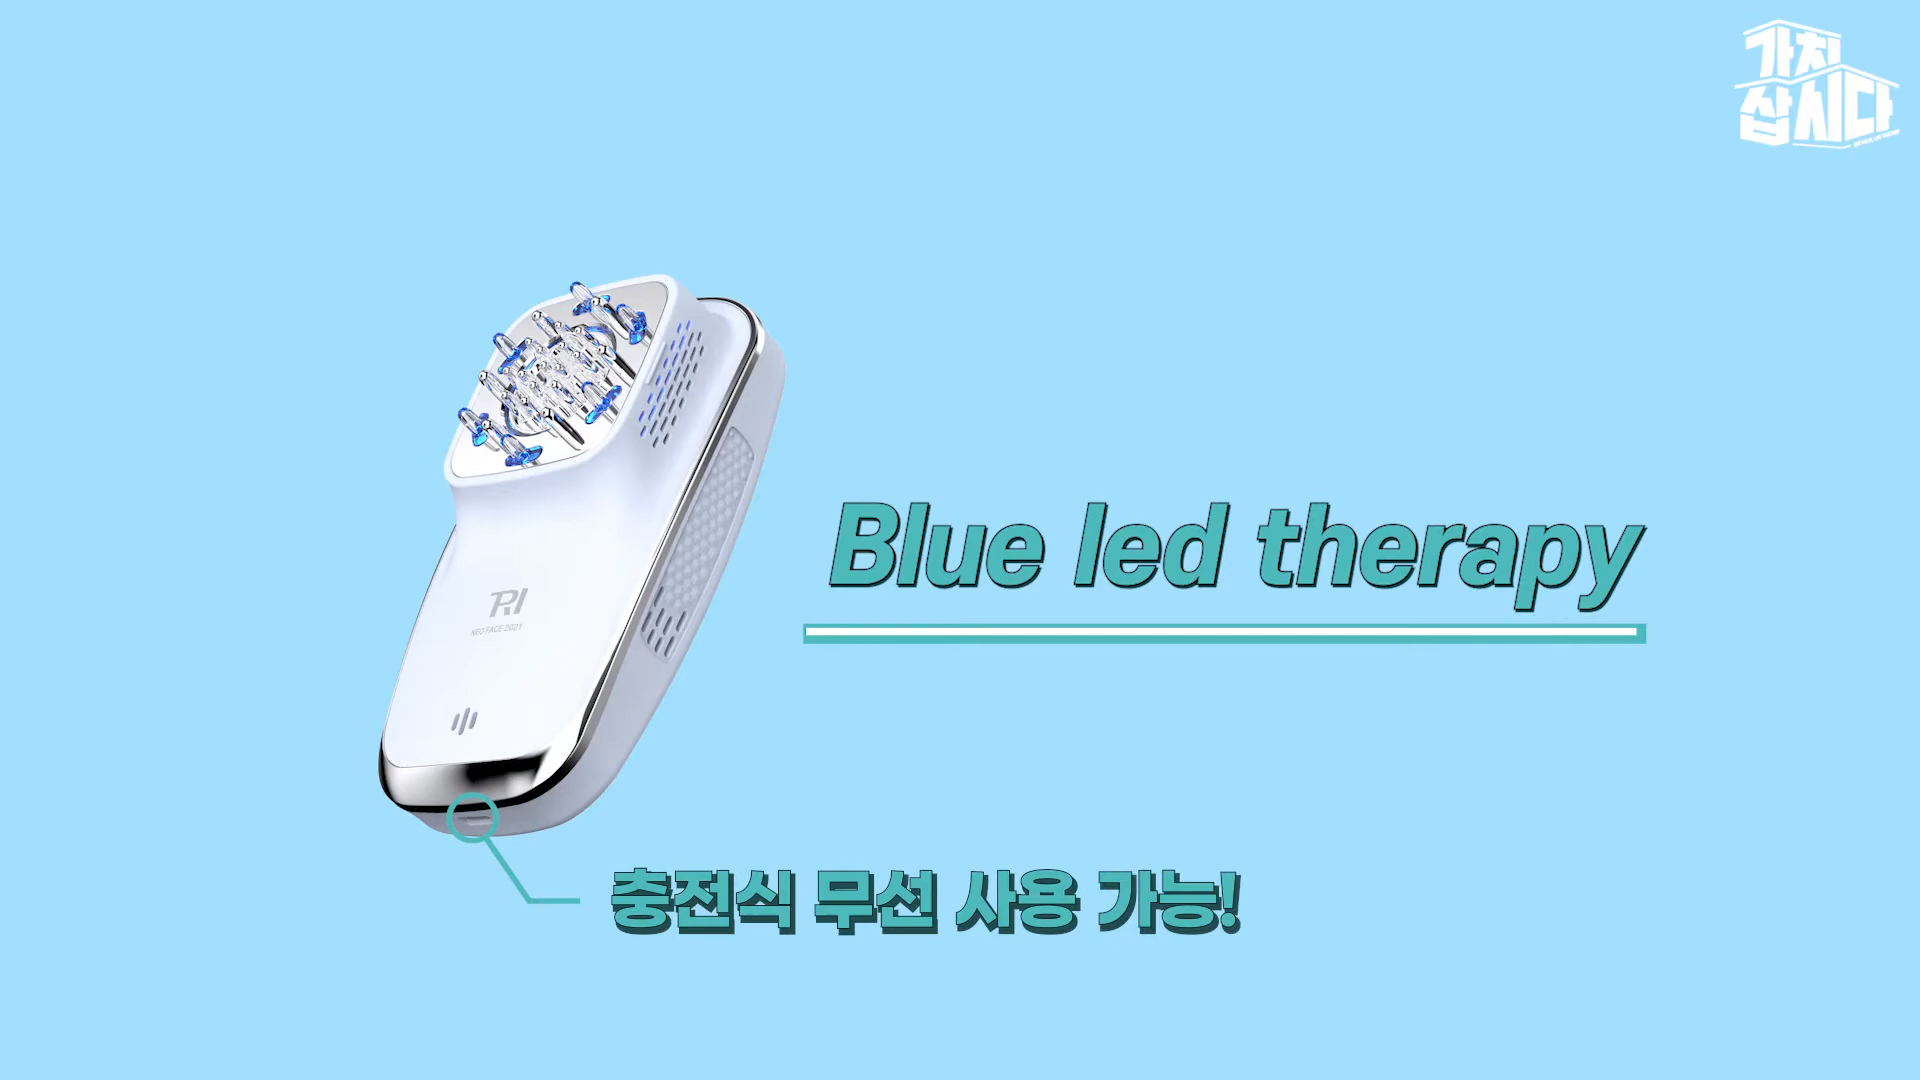 가치
삽시다
Blue led therapy
TRI
NEO FACE 2021
충전식 무선 사용 가능!